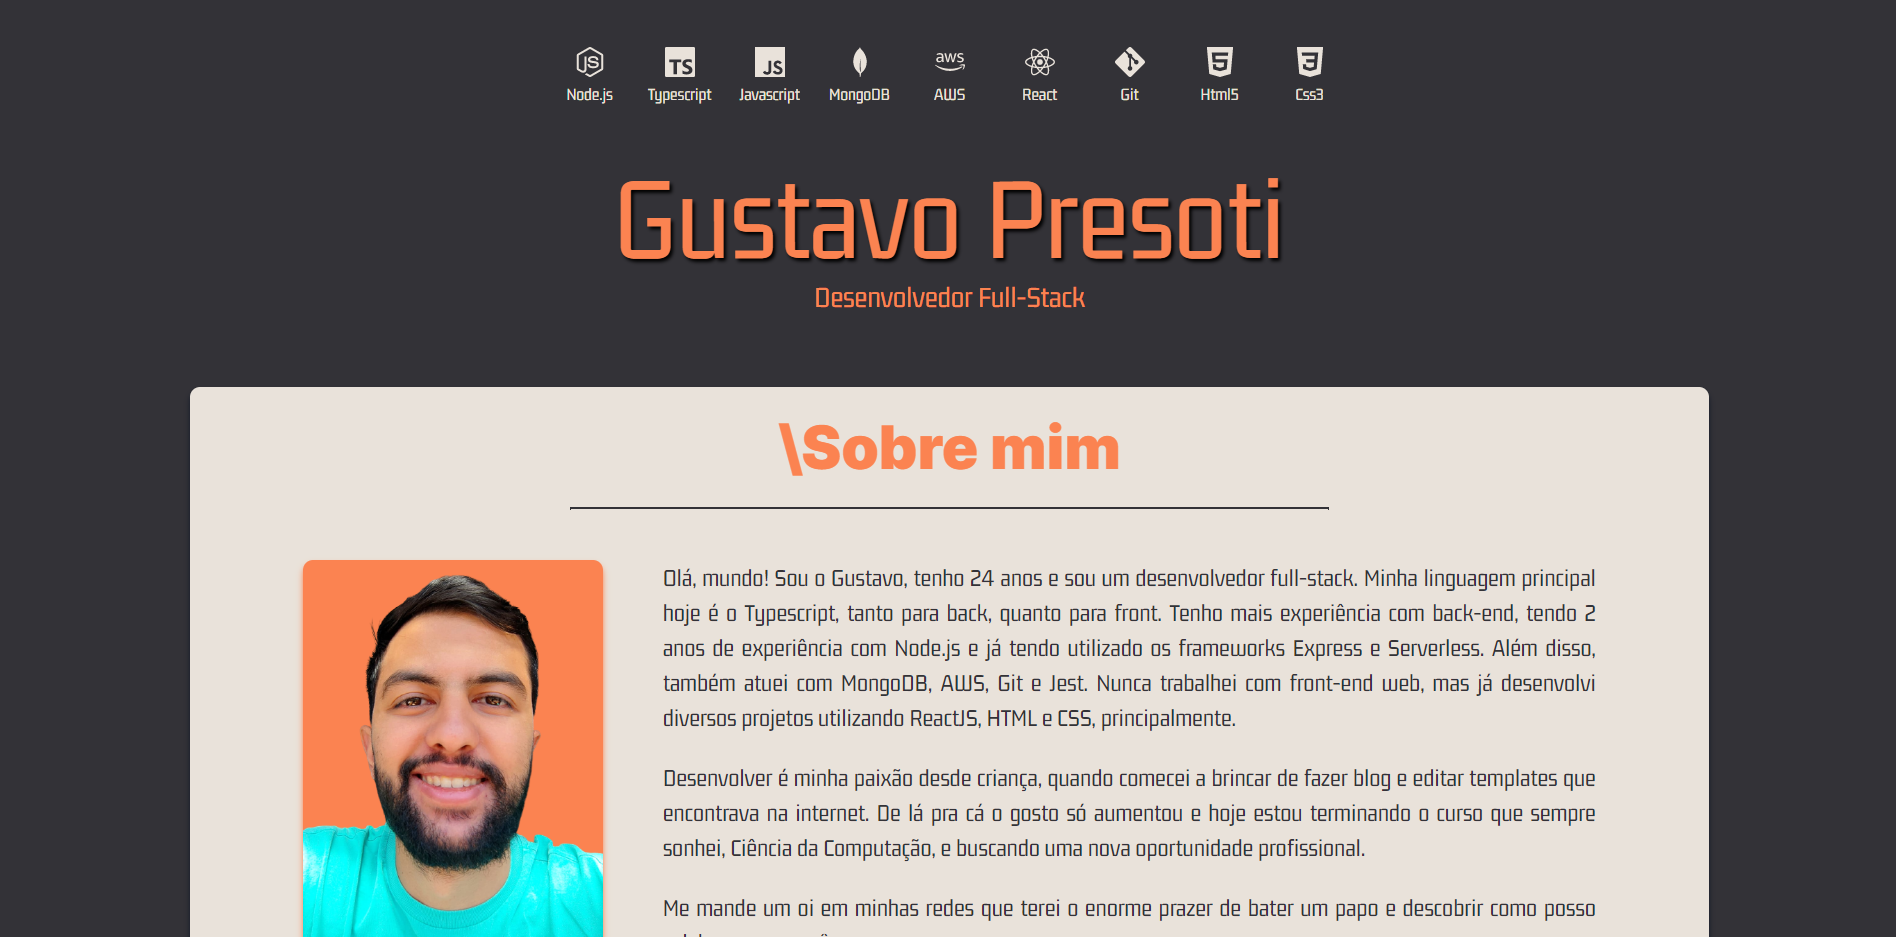 JS TS JS aws 5 3
Node.js Typescript Javascript MongoDB AWS React Git Html5 Css3
Gustavo Presoti
Desenvolvedor Full-Stack
\Sobre mim
Olá, mundo! Sou o Gustavo, tenho 24 anos e sou um desenvolvedor full-stack. Minha linguagem principal
hoje é o Typescript, tanto para back, quanto para front. Tenho mais experiência com back-end, tendo 2
anos de experiência com Node.js e já tendo utilizado os frameworks Express e Serverless. Além disso,
também atuei com MongoDB, AWS, Git e Jest. Nunca trabalhei com front-end web, mas já desenvolvi
diversos projetos utilizando ReactJS, HTML e CSS, principalmente.
Desenvolver é minha paixão desde criança, quando comecei a brincar de fazer blog e editar templates que
encontrava na internet. De lá pra cá o gosto só aumentou e hoje estou terminando o curso que sempre
sonhei, Ciência da Computação, e buscando uma nova oportunidade profissional.
Me mande um oi em minhas redes que terei o enorme prazer de bater um papo e descobrir como posso